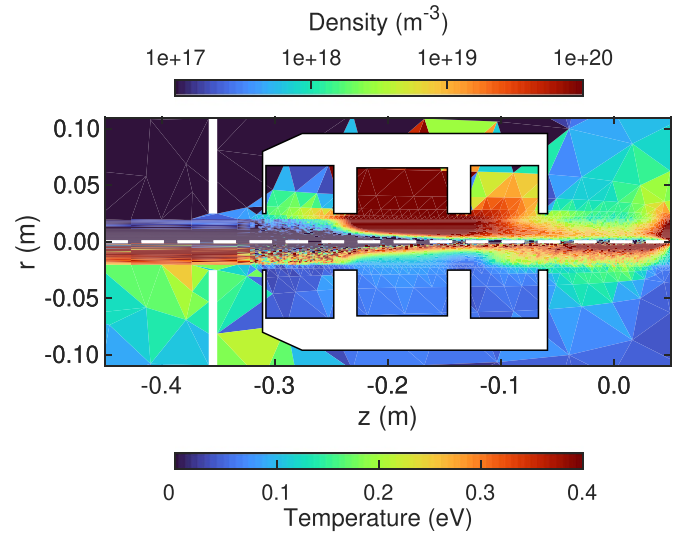 Density (m⁻³)
1e+17 1e+18 1e+19 1e+20
0.10
0.05
0.00
-0.05
-0.10
r (m)
-0.4 -0.3 -0.2 -0.1 0.0
z (m)
0 0.1 0.2 0.3 0.4
Temperature (eV)